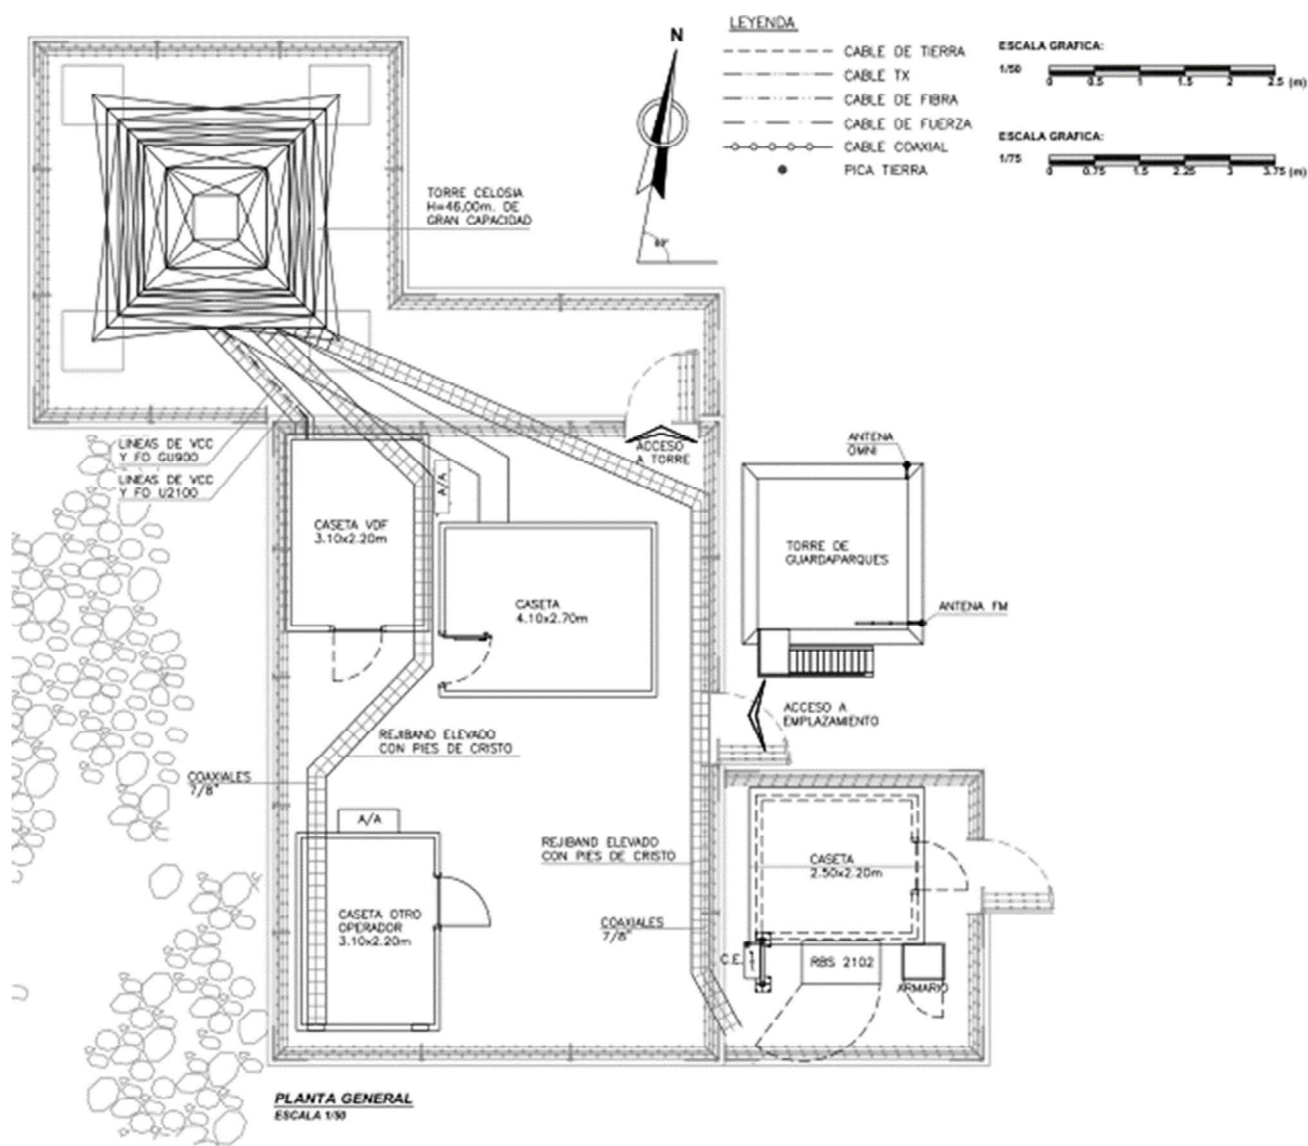 N
LEYENDA
CABLE DE TIERRA
CABLE TX
CABLE DE FIBRA
CABLE DE FUERZA
CABLE COAXIAL
PICA TIERRA
ESCALA GRAFICA:
1/50
0 0.5 1 1.5 2 2.5 (m)
ESCALA GRAFICA:
1/75
0 0.75 1.5 2.25 3 3.75 (m)
TORRE CELOSIA
H=46,00m. DE
GRAN CAPACIDAD
LINEAS DE VCC
Y FO GU900
LINEAS DE VCC
Y FO U2100
ACCESO
A TORRE
A/A
CASETA VDF
3.10x2.20m
CASETA
4.10x2.70m
ANTENA
OMNI
TORRE DE
GUARDAPARQUES
ANTENA FM
ACCESO A
EMPLAZAMIENTO
REJIBAND ELEVADO
CON PIES DE CRISTO
COAXIALES
7/8"
A/A
CASETA OTRO
OPERADOR
3.10x2.20m
REJIBAND ELEVADO
CON PIES DE CRISTO
COAXIALES
7/8"
CASETA
2.50x2.20m
C.E.
RBS 2102
ARMARIO
PLANTA GENERAL
ESCALA 1/50